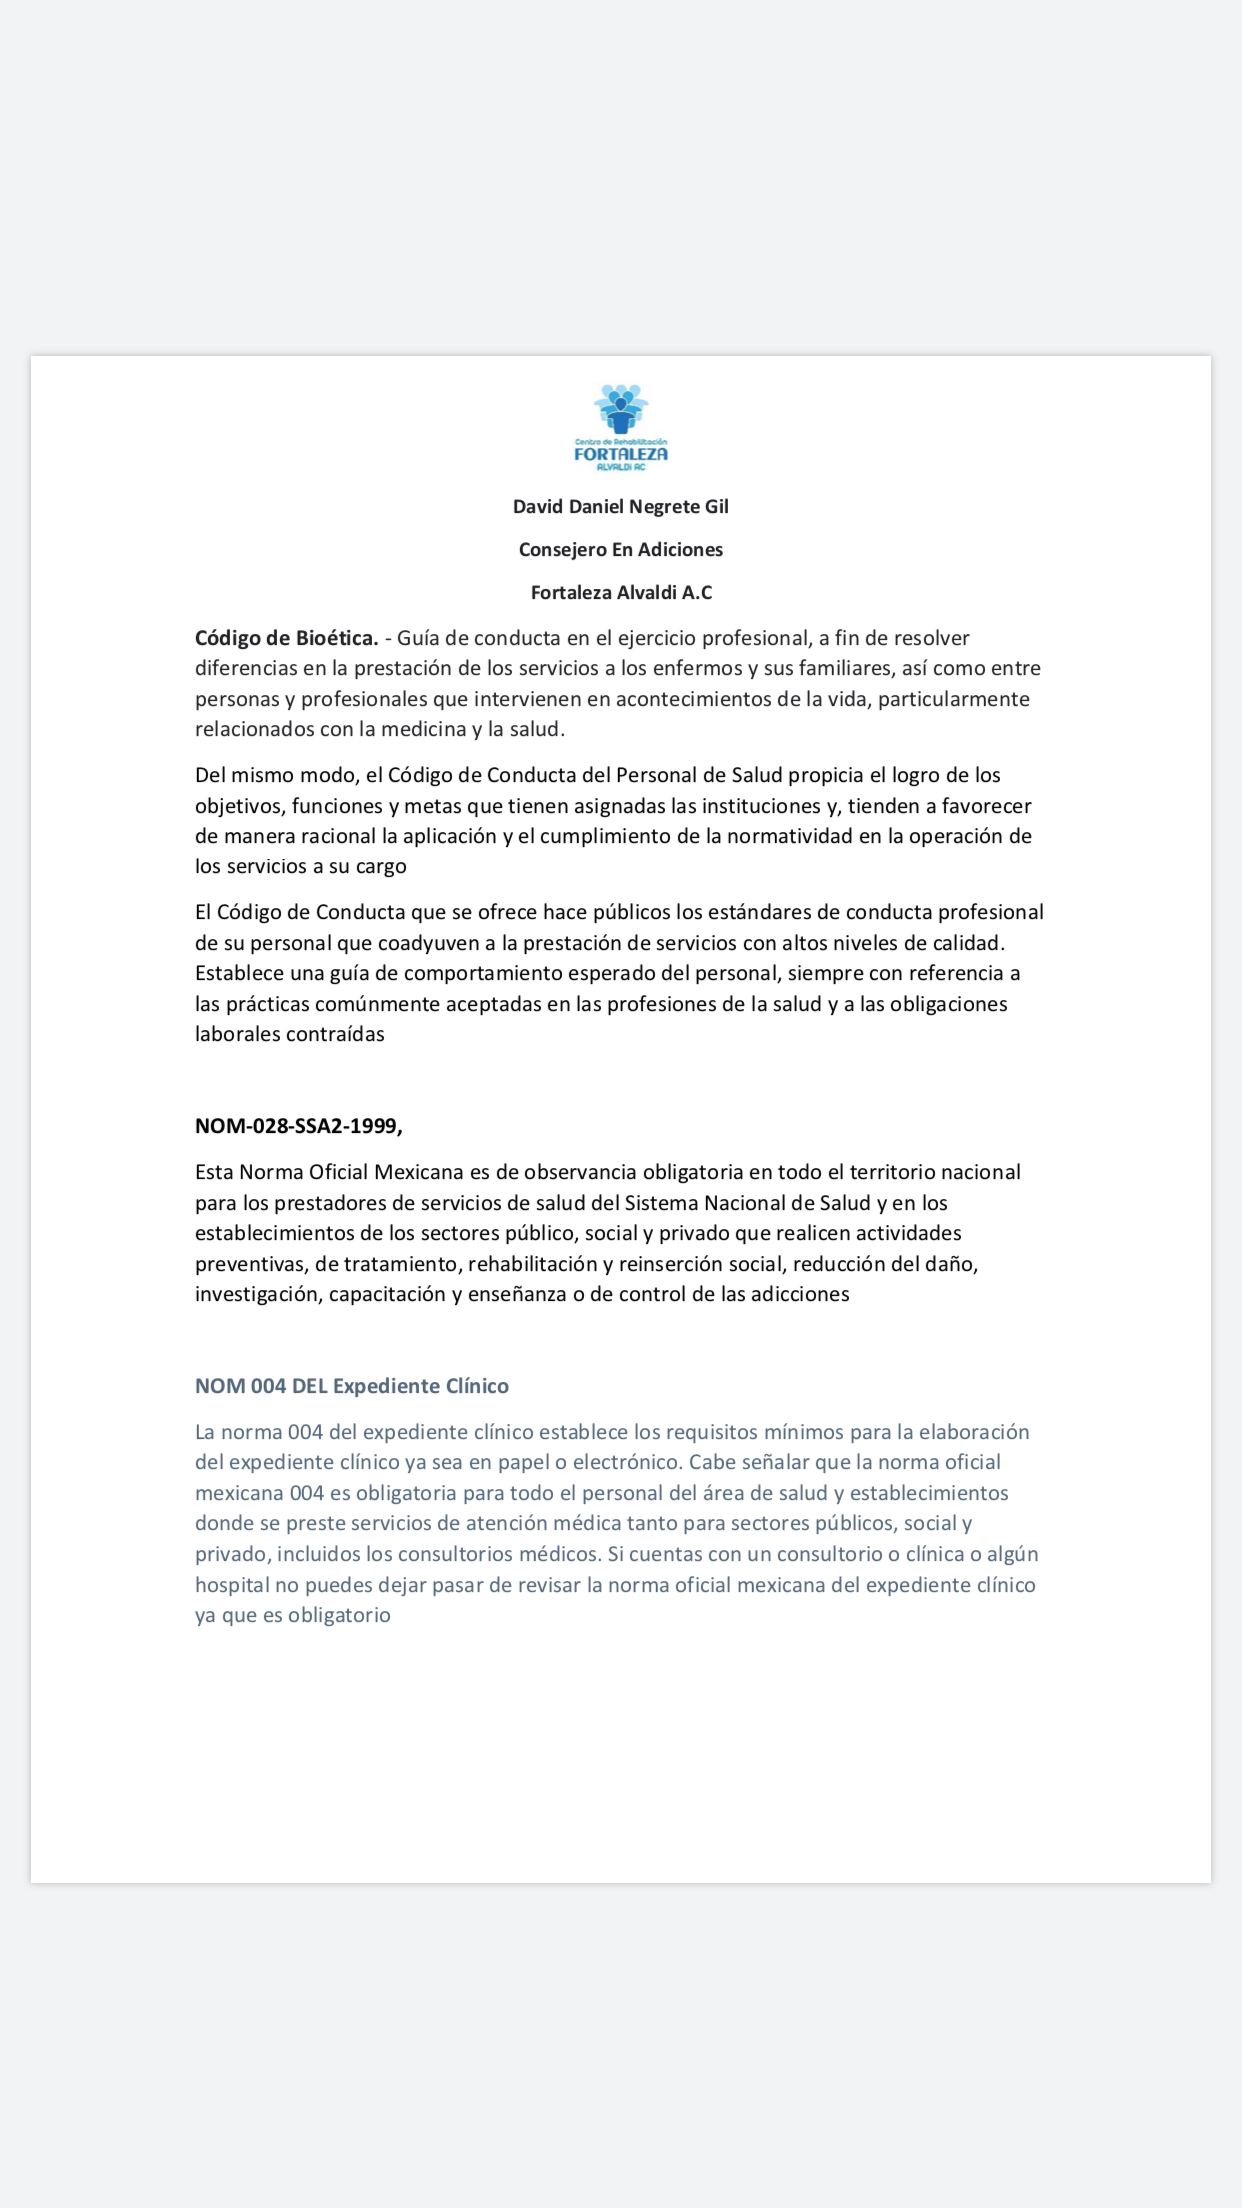 Centro de Rehabilitación
FORTALEZA
ALVALDI AC
David Daniel Negrete Gil
Consejero En Adiciones
Fortaleza Alvaldi A.C
Código de Bioética. - Guía de conducta en el ejercicio profesional, a fin de resolver
diferencias en la prestación de los servicios a los enfermos y sus familiares, así como entre
personas y profesionales que intervienen en acontecimientos de la vida, particularmente
relacionados con la medicina y la salud.
Del mismo modo, el Código de Conducta del Personal de Salud propicia el logro de los
objetivos, funciones y metas que tienen asignadas las instituciones y, tienden a favorecer
de manera racional la aplicación y el cumplimiento de la normatividad en la operación de
los servicios a su cargo
El Código de Conducta que se ofrece hace públicos los estándares de conducta profesional
de su personal que coadyuven a la prestación de servicios con altos niveles de calidad.
Establece una guía de comportamiento esperado del personal, siempre con referencia a
las prácticas comúnmente aceptadas en las profesiones de la salud y a las obligaciones
laborales contraídas
NOM-028-SSA2-1999,
Esta Norma Oficial Mexicana es de observancia obligatoria en todo el territorio nacional
para los prestadores de servicios de salud del Sistema Nacional de Salud y en los
establecimientos de los sectores público, social y privado que realicen actividades
preventivas, de tratamiento, rehabilitación y reinserción social, reducción del daño,
investigación, capacitación y enseñanza o de control de las adicciones
NOM 004 DEL Expediente Clínico
La norma 004 del expediente clínico establece los requisitos mínimos para la elaboración
del expediente clínico ya sea en papel o electrónico. Cabe señalar que la norma oficial
mexicana 004 es obligatoria para todo el personal del área de salud y establecimientos
donde se preste servicios de atención médica tanto para sectores públicos, social y
privado, incluidos los consultorios médicos. Si cuentas con un consultorio o clínica o algún
hospital no puedes dejar pasar de revisar la norma oficial mexicana del expediente clínico
ya que es obligatorio